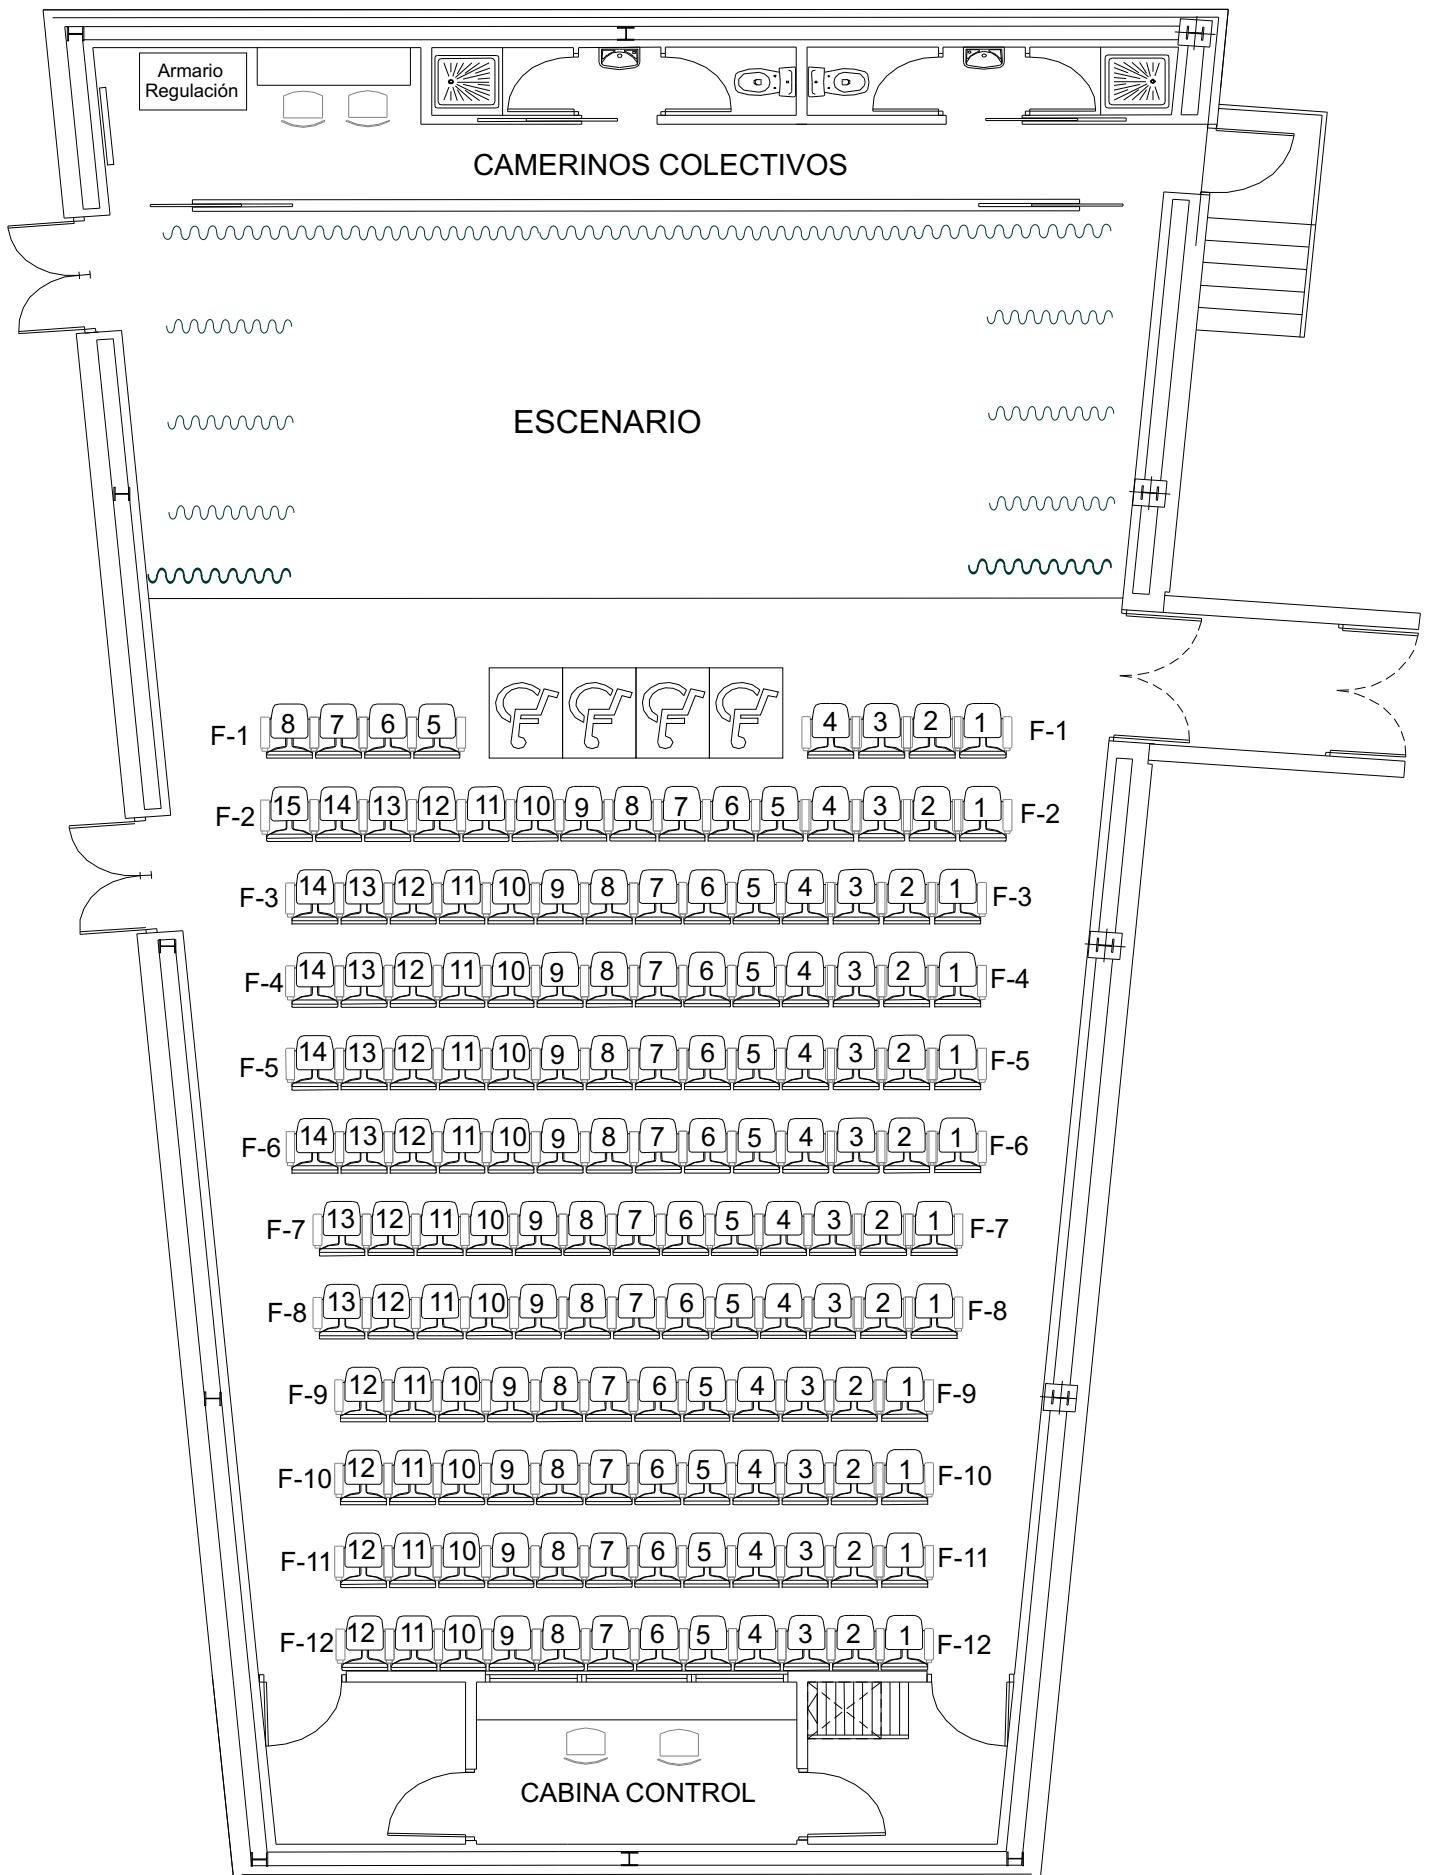 Armario
Regulación
CAMERINOS COLECTIVOS
ESCENARIO
F-1 8 7 6 5 4 3 2 1 F-1
F-2 15 14 13 12 11 10 9 8 7 6 5 4 3 2 1 F-2
F-3 14 13 12 11 10 9 8 7 6 5 4 3 2 1 F-3
F-4 14 13 12 11 10 9 8 7 6 5 4 3 2 1 F-4
F-5 14 13 12 11 10 9 8 7 6 5 4 3 2 1 F-5
F-6 14 13 12 11 10 9 8 7 6 5 4 3 2 1 F-6
F-7 13 12 11 10 9 8 7 6 5 4 3 2 1 F-7
F-8 13 12 11 10 9 8 7 6 5 4 3 2 1 F-8
F-9 12 11 10 9 8 7 6 5 4 3 2 1 F-9
F-10 12 11 10 9 8 7 6 5 4 3 2 1 F-10
F-11 12 11 10 9 8 7 6 5 4 3 2 1 F-11
F-12 12 11 10 9 8 7 6 5 4 3 2 1 F-12
CABINA CONTROL